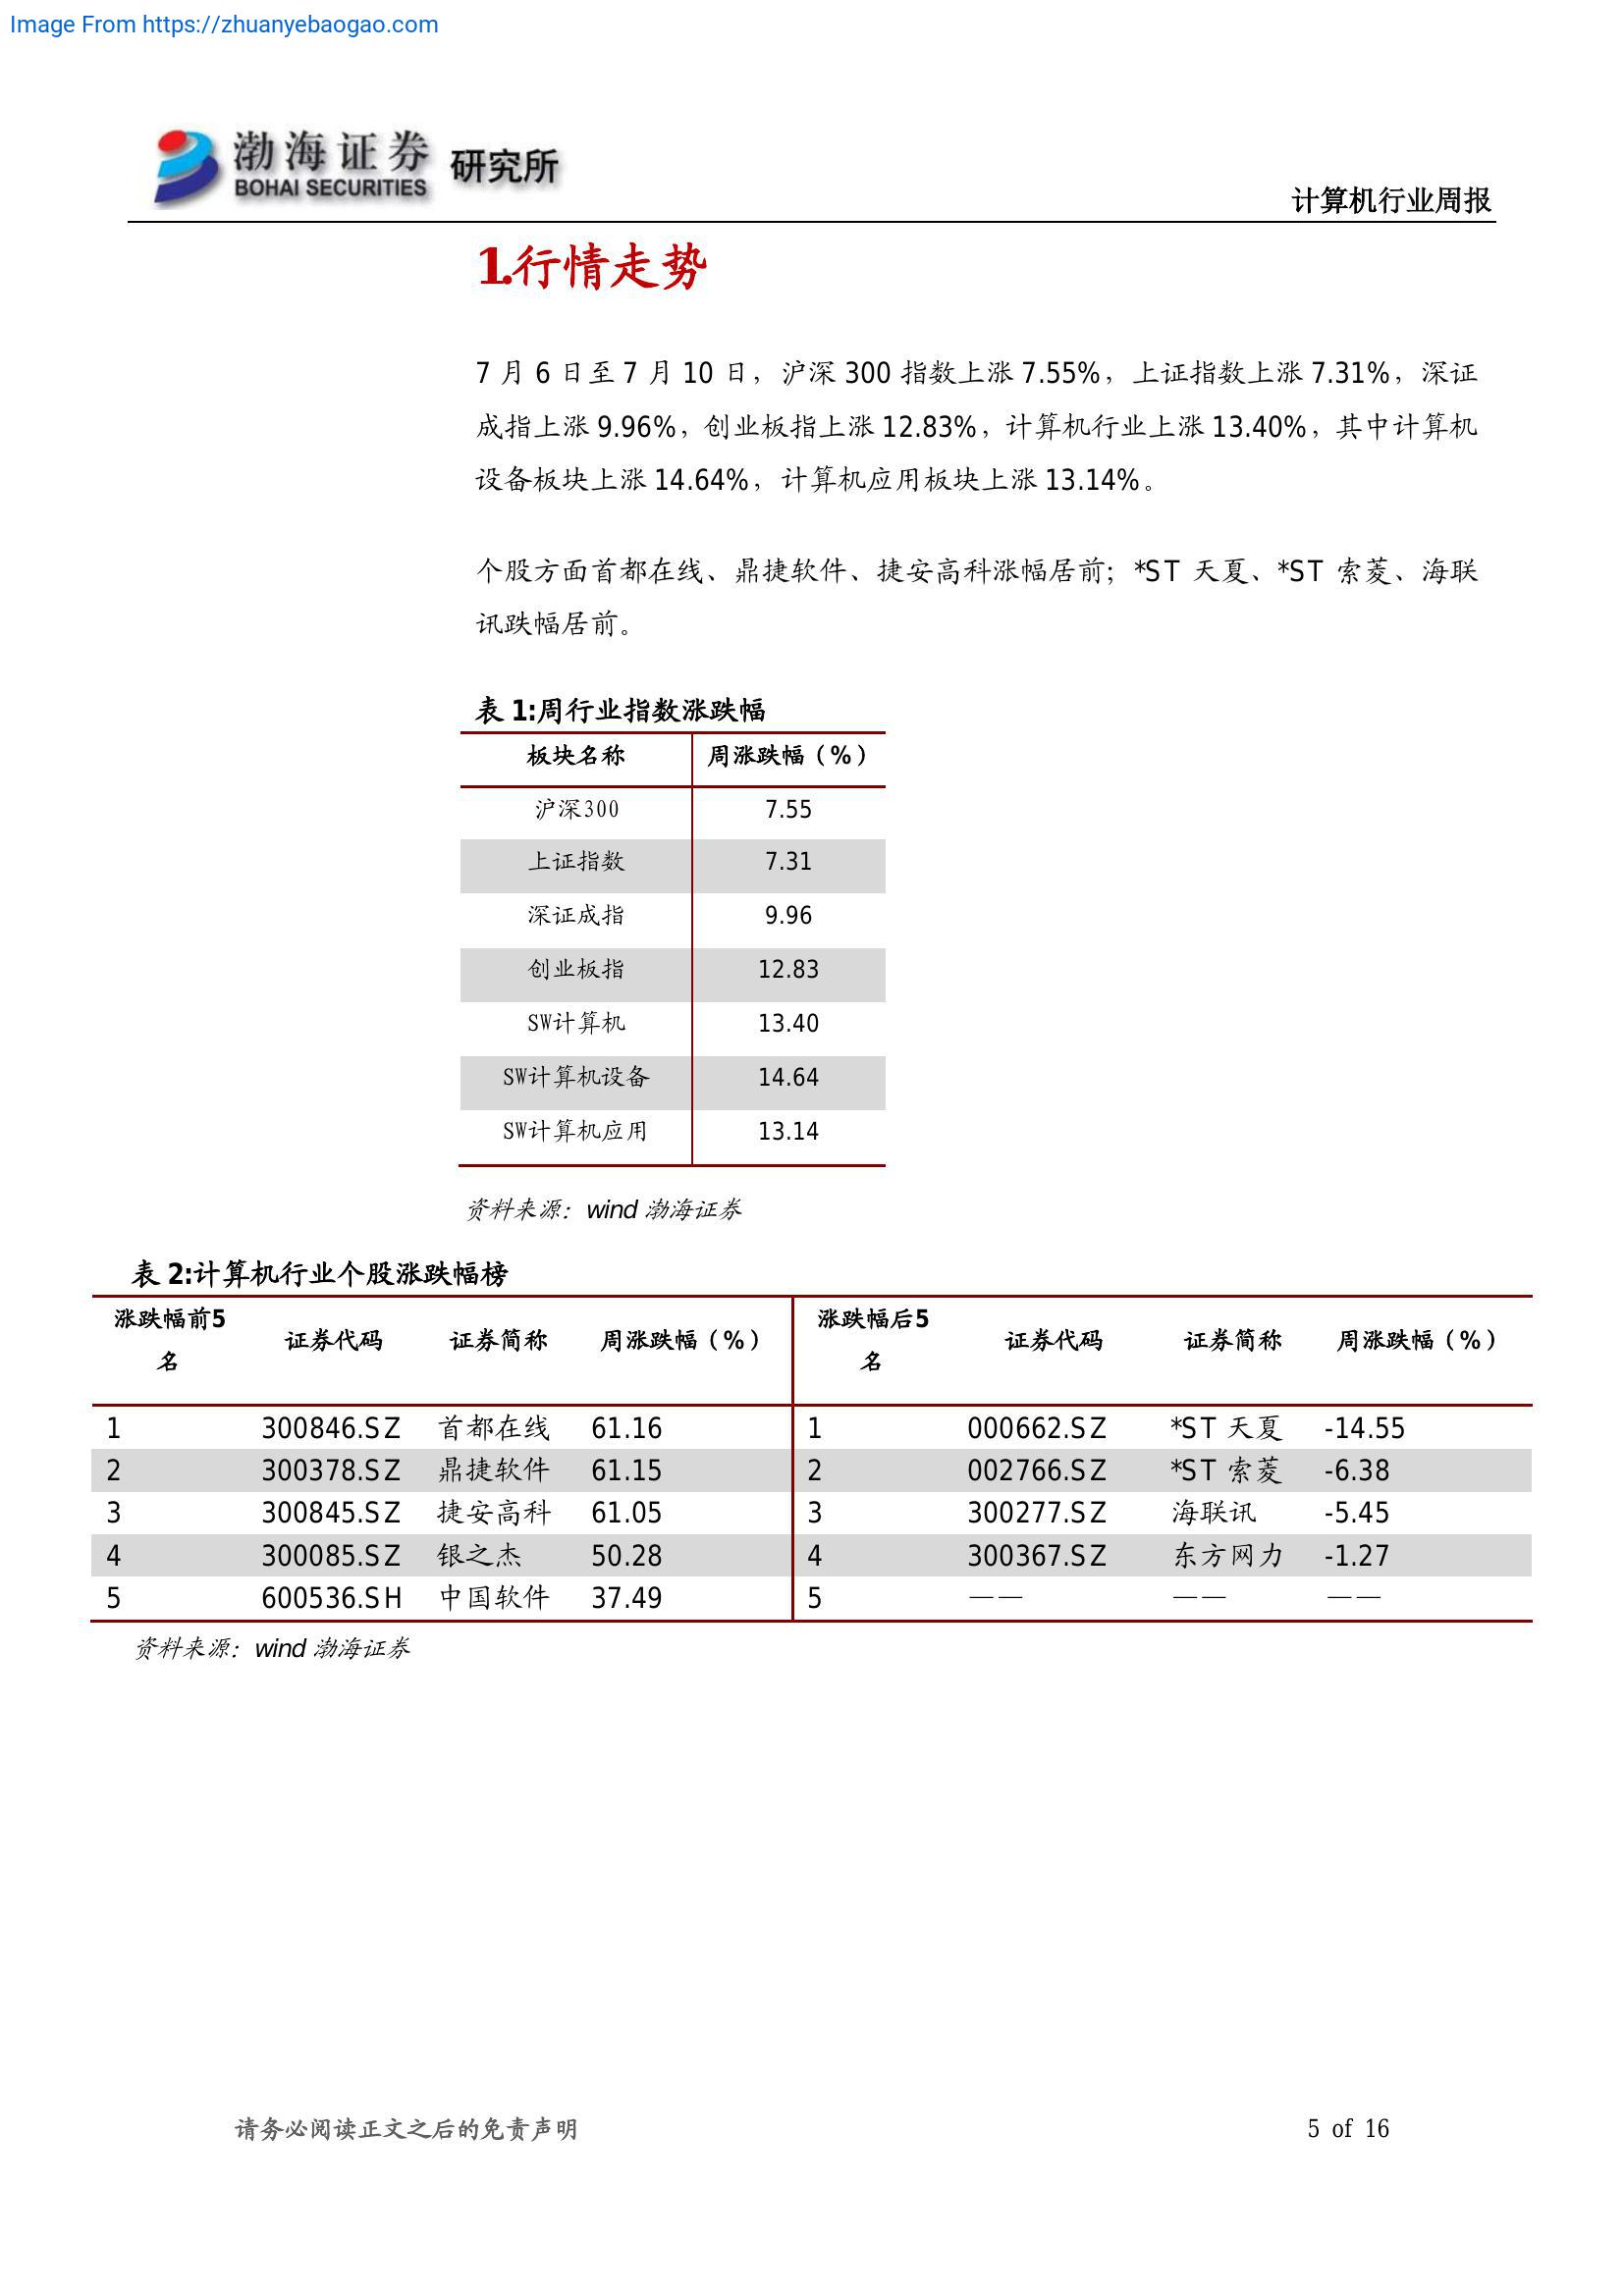 Image From https://zhuanyebaogao.com
渤海证券 研究所
BOHAI SECURITIES
计算机行业周报
1.行情走势
7 月 6 日至 7 月 10 日，沪深 300 指数上涨 7.55%，上证指数上涨 7.31%，深证
成指上涨 9.96%，创业板指上涨 12.83%，计算机行业上涨 13.40%，其中计算机
设备板块上涨 14.64%，计算机应用板块上涨 13.14%。
个股方面首都在线、鼎捷软件、捷安高科涨幅居前；*ST 天夏、*ST 索菱、海联
讯跌幅居前。
表 1:周行业指数涨跌幅
板块名称 周涨跌幅（%）
沪深300 7.55
上证指数 7.31
深证成指 9.96
创业板指 12.83
SW计算机 13.40
SW计算机设备 14.64
SW计算机应用 13.14
资料来源：wind 渤海证券
表 2:计算机行业个股涨跌幅榜
涨跌幅前5名 证券代码 证券简称 周涨跌幅（%） 涨跌幅后5名 证券代码 证券简称 周涨跌幅（%）
1 300846.SZ 首都在线 61.16 1 000662.SZ *ST 天夏 -14.55
2 300378.SZ 鼎捷软件 61.15 2 002766.SZ *ST 索菱 -6.38
3 300845.SZ 捷安高科 61.05 3 300277.SZ 海联讯 -5.45
4 300085.SZ 银之杰 50.28 4 300367.SZ 东方网力 -1.27
5 600536.SH 中国软件 37.49 5 —— —— ——
资料来源：wind 渤海证券
请务必阅读正文之后的免责声明 5 of 16